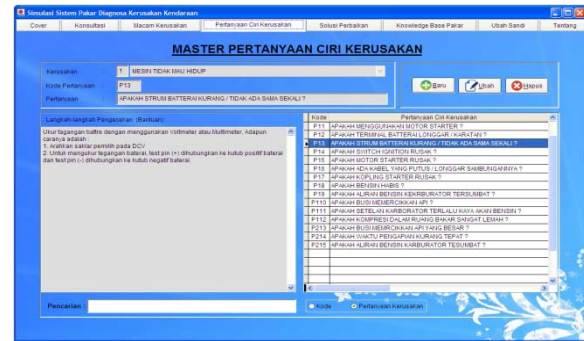 Simulasi Sistem Pakar Diagnosa Kerusakan Kendaraan
Cover Konsultasi Macam Kerusakan Pertanyaan Ciri Kerusakan Solusi Perbaikan Knowledge Base Pakar Ubah Sandi Tentang
MASTER PERTANYAAN CIRI KERUSAKAN
Kerusakan : 1 MESIN TIDAK MAU HIDUP
Kode Pertanyaan : P13
Pertanyaan : APAKAH STRUM BATTERAI KURANG / TIDAK ADA SAMA SEKALI ?
Baru Ubah Hapus
Langkah-langkah Pengecekan (Bantuan):
Ukur tegangan battre dengan menggunakan Voltmeter atau Multimeter. Adapun
caranya adalah :
1. Arahkan saklar pemilih pada DCV
2. Untuk mengukur tegangan baterai, test pin (+) dihubungkan ke kutub positif baterai
dan test pin (-) dihubungkan ke kutub negatif baterai.
Kode Pertanyaan Ciri Kerusakan
P11 APAKAH MENGGUNAKAN MOTOR STARTER ?
P12 APAKAH TERMINAL BATTERAI LONGGAR / KARATAN ?
P13 APAKAH STRUM BATTERAI KURANG / TIDAK ADA SAMA SEKALI ?
P14 APAKAH SWITCH IGNITION RUSAK ?
P15 APAKAH MOTOR STARTER RUSAK ?
P16 APAKAH ADA KABEL YANG PUTUS / LONGGAR SAMBUNGANNYA ?
P17 APAKAH KOPLING STARTER RUSAK ?
P18 APAKAH BENSIN HABIS ?
APAKAH ALIRAN BENSIN KEKRBURATOR TERSUMBAT ?
P110 APAKAH BUSI MEMERCIKKAN API ?
P111 APAKAH SETELAN KARBORATOR TERLALU KAYA AKAN BENSIN ?
P112 APAKAH KOMPRESI DALAM RUANG BAKAR SANGAT LEMAH ?
P213 APAKAH BUSI MEMRCIKKAN API YANG BESAR ?
P214 APAKAH WAKTU PENGAPIAN KURANG TEPAT ?
P215 APAKAH ALIRAN BENSIN KARBURATOR TESUMBAT ?
Pencarian : Kode Pertanyaan Kerusakan